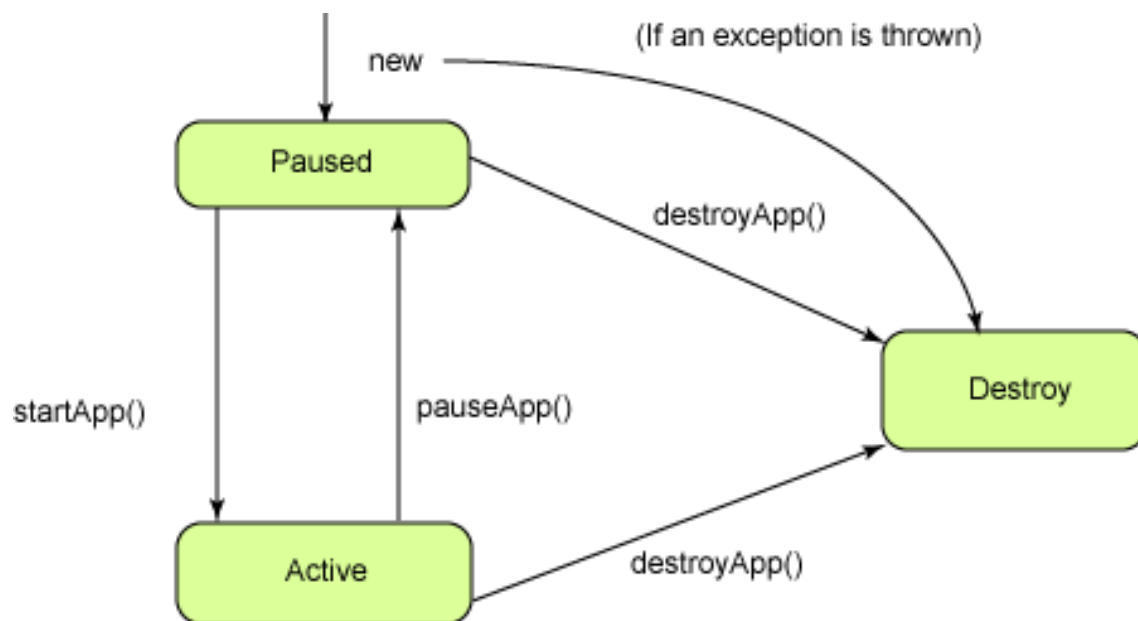 (If an exception is thrown)
new
Paused
destroyApp()
Destroy
startApp()
pauseApp()
Active
destroyApp()